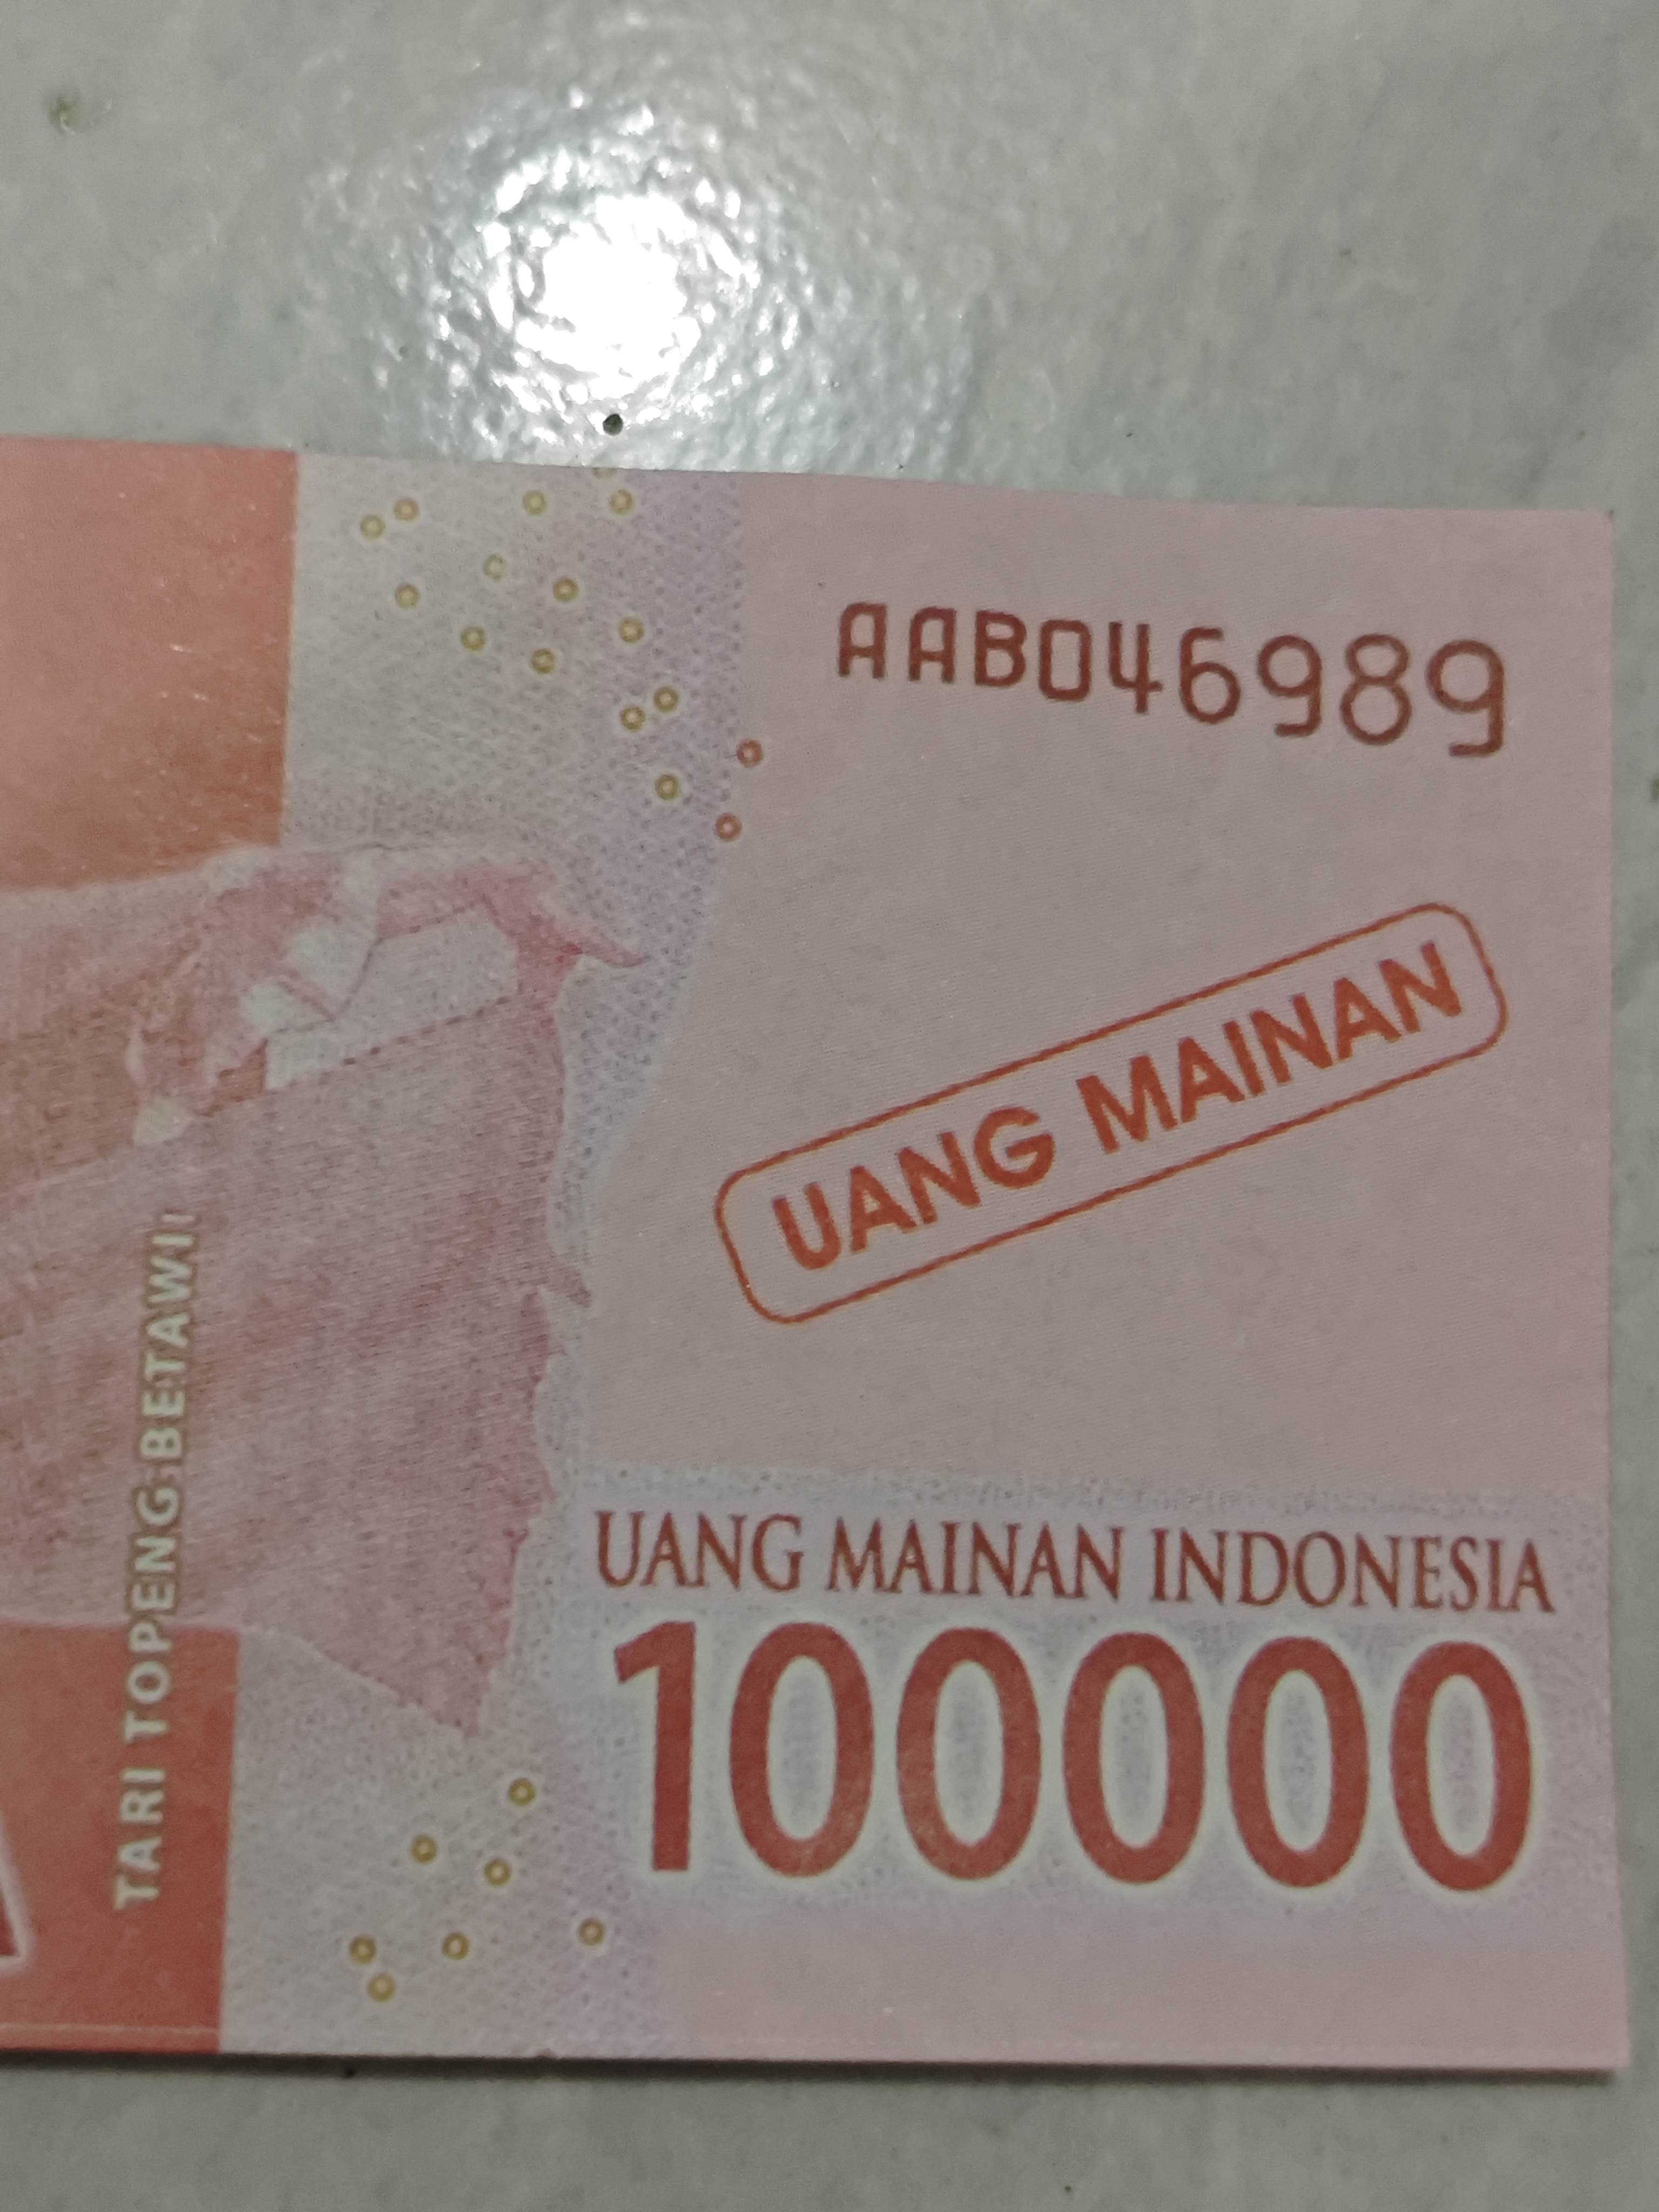 AAB046989
UANG MAINAN
TARI TOPENG BETAWI
UANG MAINAN INDONESIA
100000